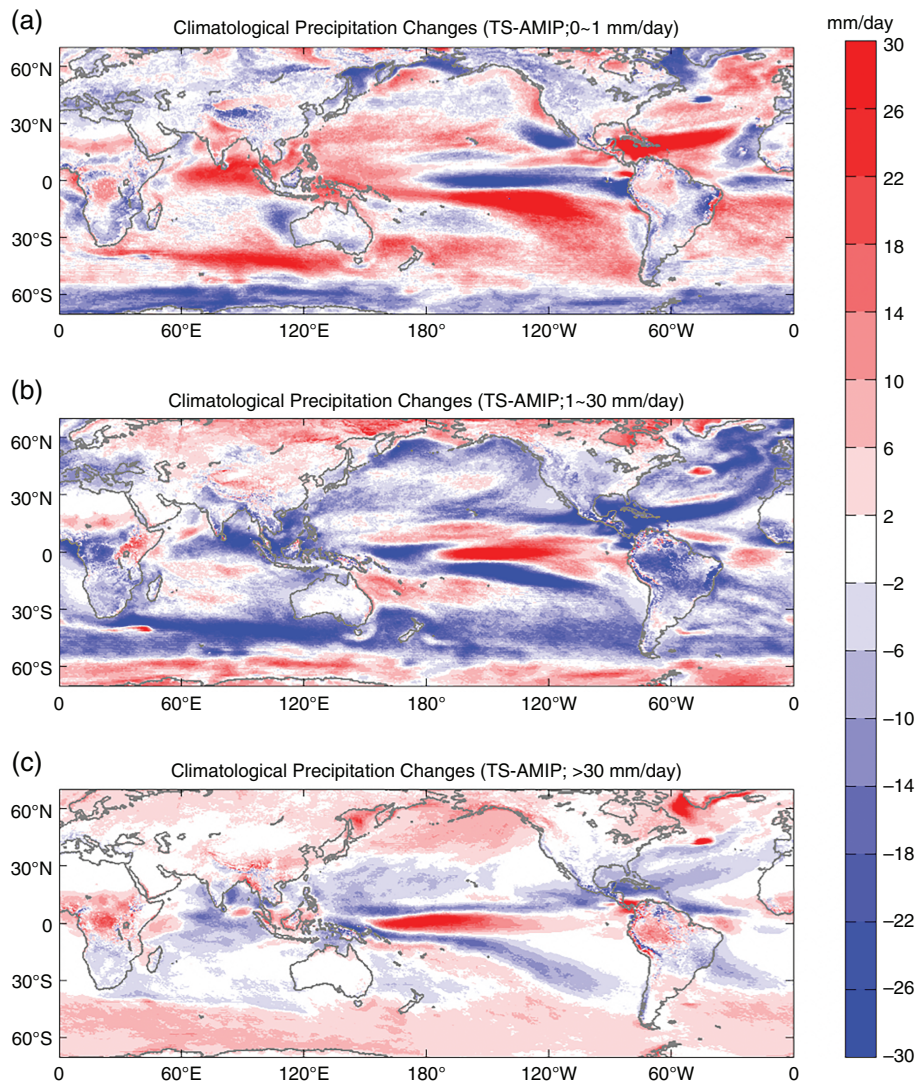 (a)
Climatological Precipitation Changes (TS-AMIP;0~1 mm/day)
mm/day
60°N
30°N
0
30°S
60°S
0 60°E 120°E 180° 120°W 60°W 0
(b)
Climatological Precipitation Changes (TS-AMIP;1~30 mm/day)
60°N
30°N
0
30°S
60°S
0 60°E 120°E 180° 120°W 60°W 0
(c)
Climatological Precipitation Changes (TS-AMIP; >30 mm/day)
60°N
30°N
0
30°S
60°S
0 60°E 120°E 180° 120°W 60°W 0
30
26
22
18
14
10
6
2
−2
−6
−10
−14
−18
−22
−26
−30